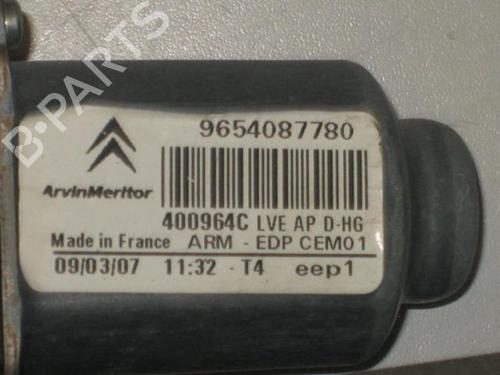 B-PARTS
9654087780
ArvinMeritor
400964C LVE AP D-HG
Made in France ARM - EDP CEM01
09/03/07 11:32 - T4 eep1